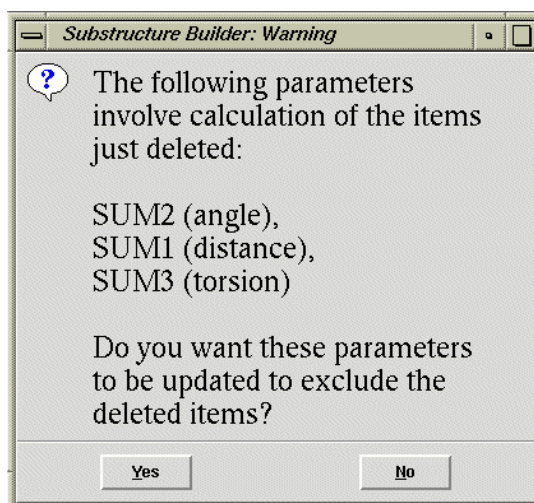 Substructure Builder: Warning
?
The following parameters
involve calculation of the items
just deleted:
SUM2 (angle),
SUM1 (distance),
SUM3 (torsion)
Do you want these parameters
to be updated to exclude the
deleted items?
Yes
No